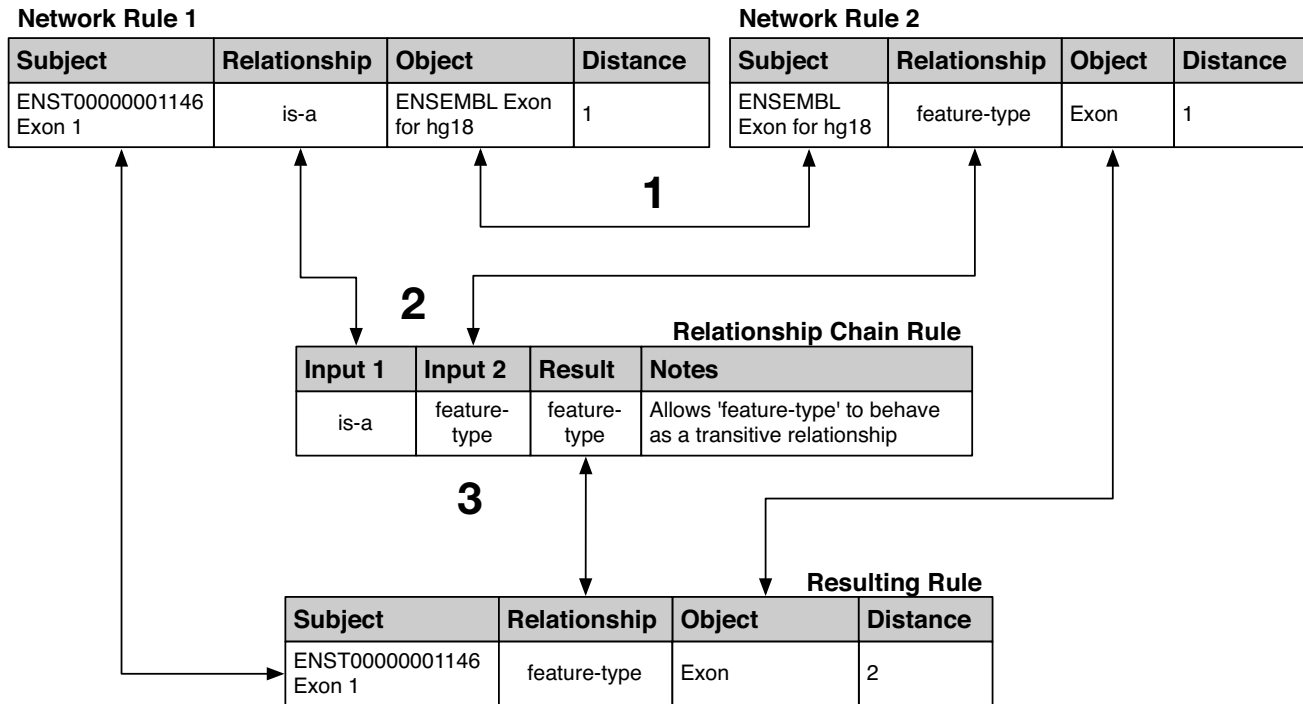 Network Rule 1
Subject Relationship Object Distance
ENST00000001146 Exon 1 is-a ENSEMBL Exon for hg18 1
Network Rule 2
Subject Relationship Object Distance
ENSEMBL Exon for hg18 feature-type Exon 1
1
2
Relationship Chain Rule
Input 1 Input 2 Result Notes
is-a feature-type feature-type Allows 'feature-type' to behave as a transitive relationship
3
Resulting Rule
Subject Relationship Object Distance
ENST00000001146 Exon 1 feature-type Exon 2